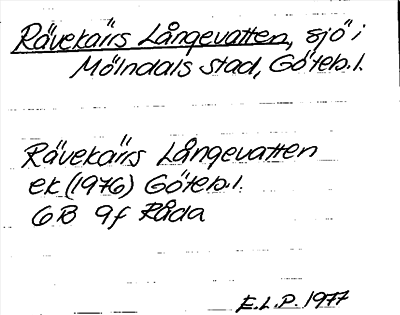 Rävekärrs Långevatten, sjö i
Mölndals stad, Göteb.l.
Rävekärrs Långevatten
ek (1976) Göteb.l.
6B 9f Råda
E.L.P. 1977